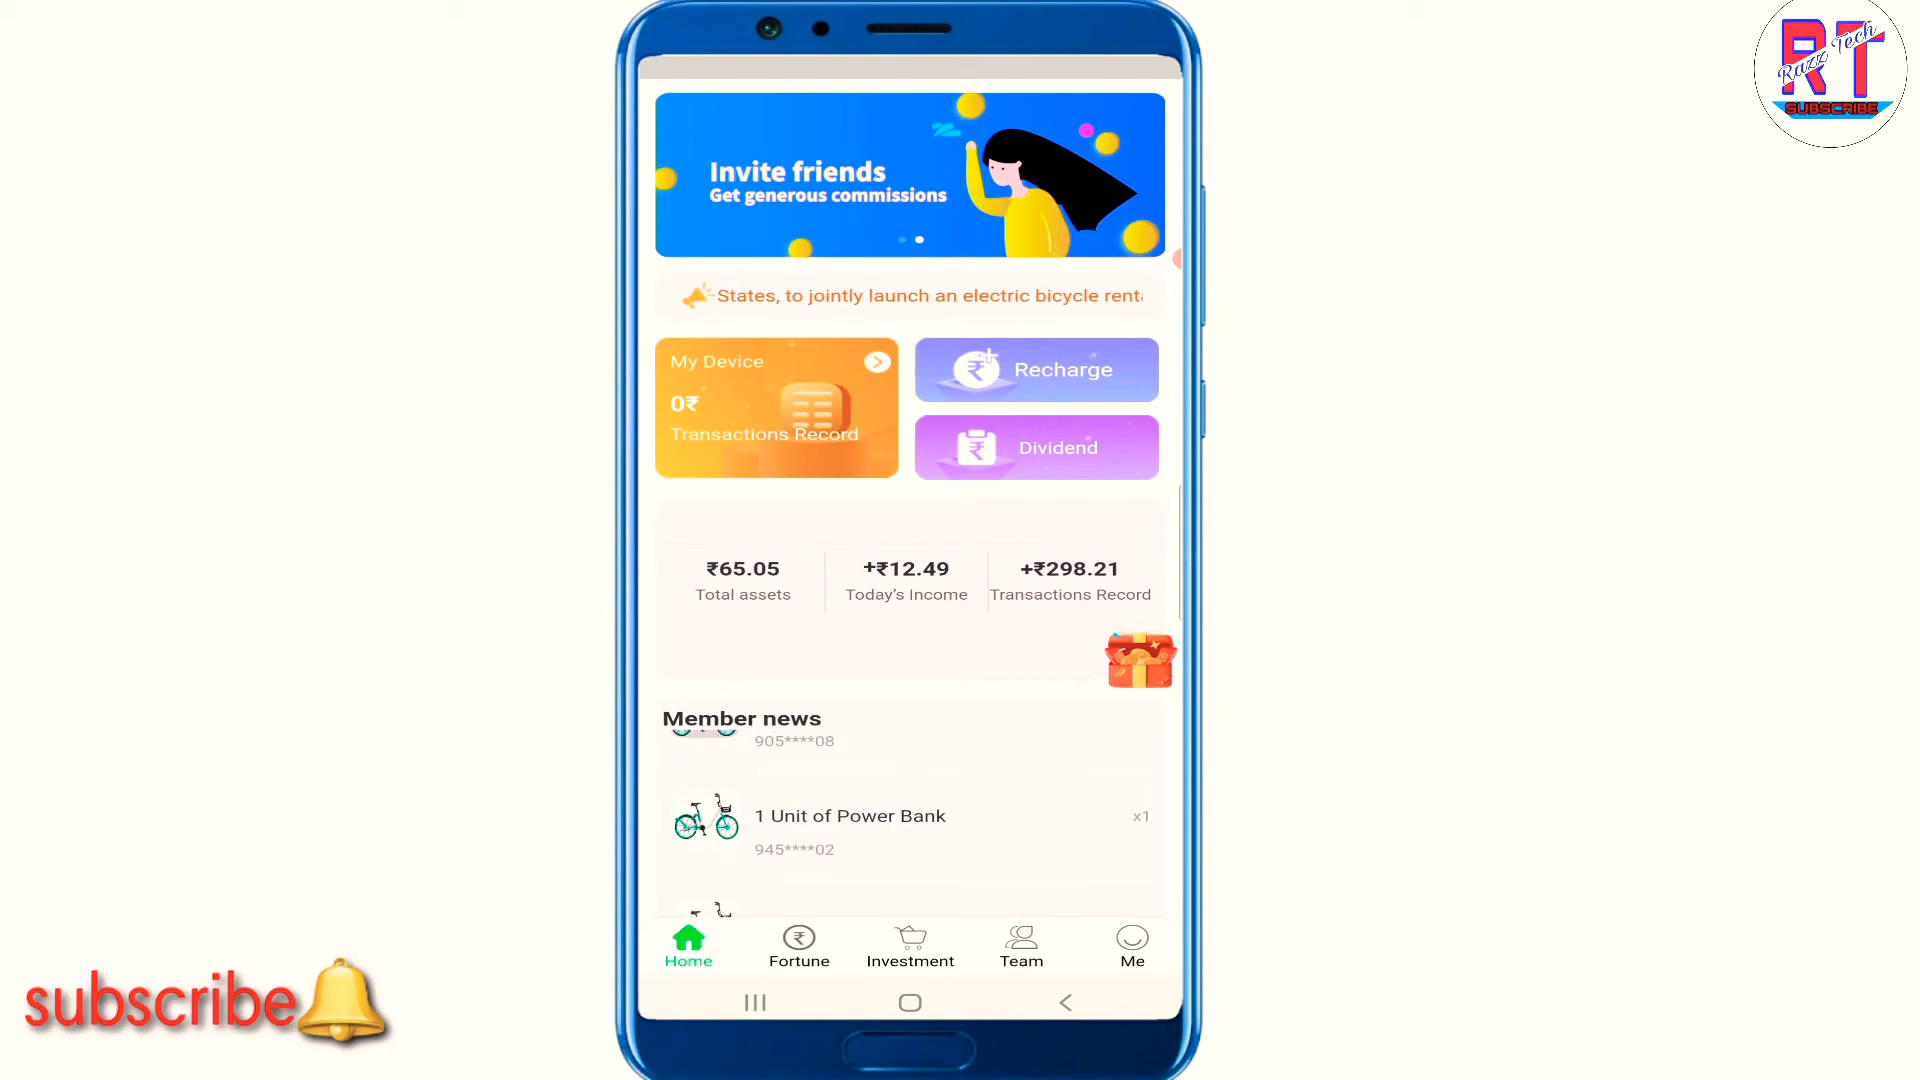 RT
Razz Tech
SUBSCRIBE
Invite friends
Get generous commissions
States, to jointly launch an electric bicycle
My Device
0₹
Transactions Record
Recharge
Dividend
₹65.05
Total assets
+₹12.49
Today's Income
+₹298.21
Transactions Record
Member news
905****08
1 Unit of Power Bank
x1
945****02
Home
Fortune
Investment
Team
Me
subscribe